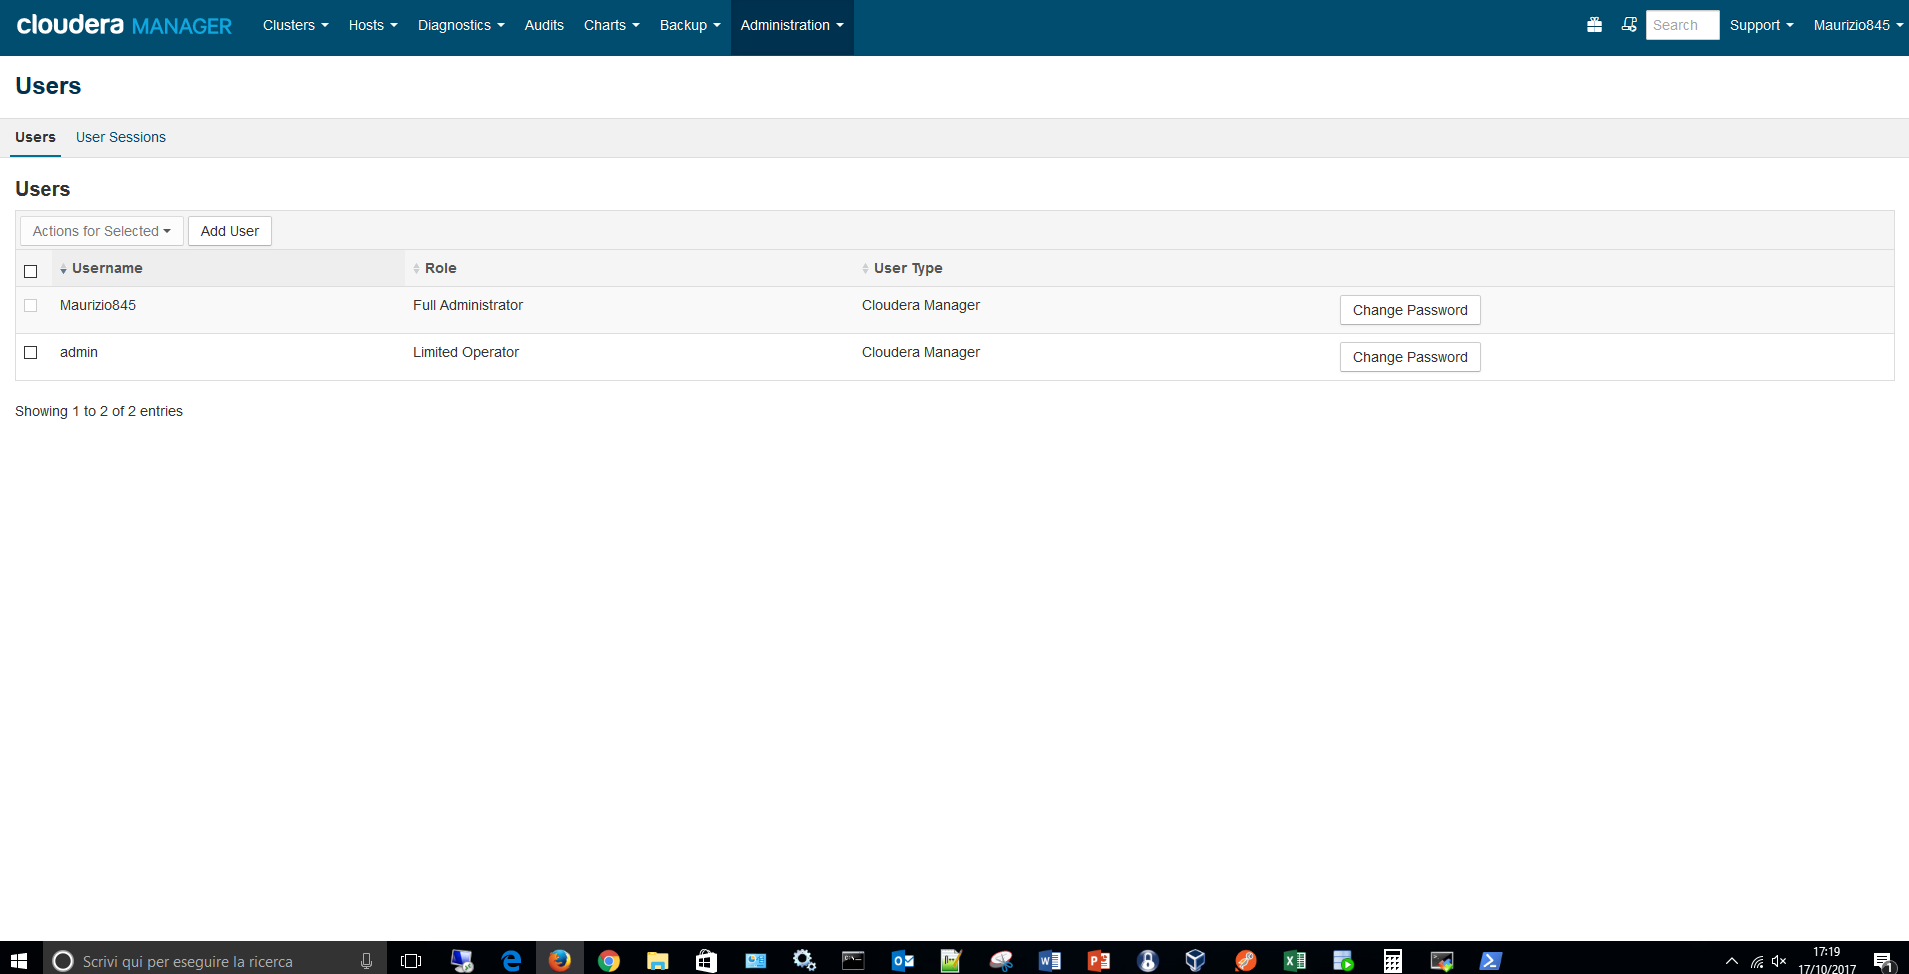 cloudera MANAGER Clusters Hosts Diagnostics Audits Charts Backup Administration Search Support Maurizio845
Users
Users User Sessions
Users
Actions for Selected Add User
Username Role User Type
Maurizio845 Full Administrator Cloudera Manager Change Password
admin Limited Operator Cloudera Manager Change Password
Showing 1 to 2 of 2 entries
Scrivi qui per eseguire la ricerca
17:19
17/10/2017
1